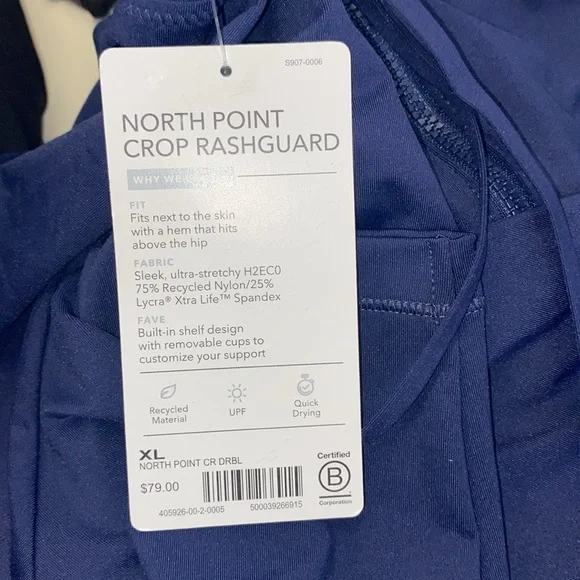 S907-0006
NORTH POINT
CROP RASHGUARD
WHY WE
FIT
Fits next to the skin
with a hem that hits
above the hip
FABRIC
Sleek, ultra-stretchy H2ECO
75% Recycled Nylon/25%
Lycra® Xtra Life™ Spandex
FAVE
Built-in shelf design
with removable cups to
customize your support
Recycled Material
UPF
Quick Drying
XL
NORTH POINT CR DRBL
$79.00
405926-00-2-0005
500039266915
Certified
B
Corporation